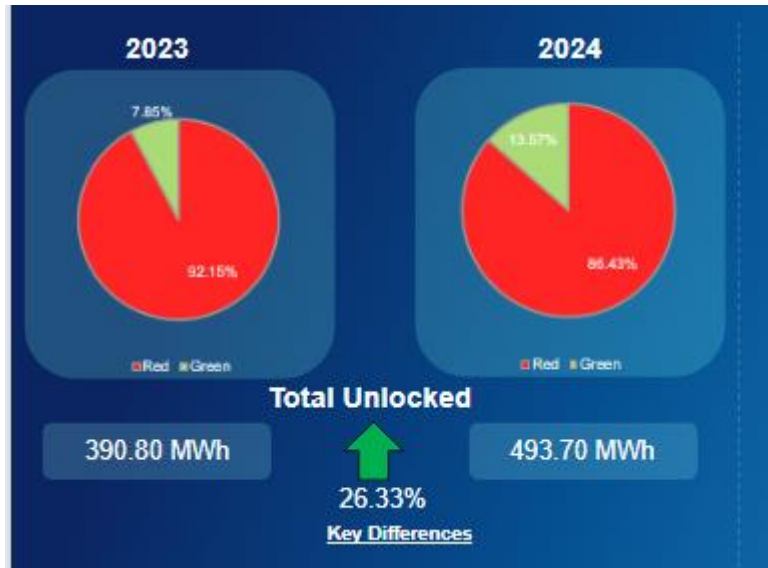 2023
2024
7.85%
92.15%
13.57%
86.43%
Red Green
Red Green
Total Unlocked
390.80 MWh
493.70 MWh
26.33%
Key Differences